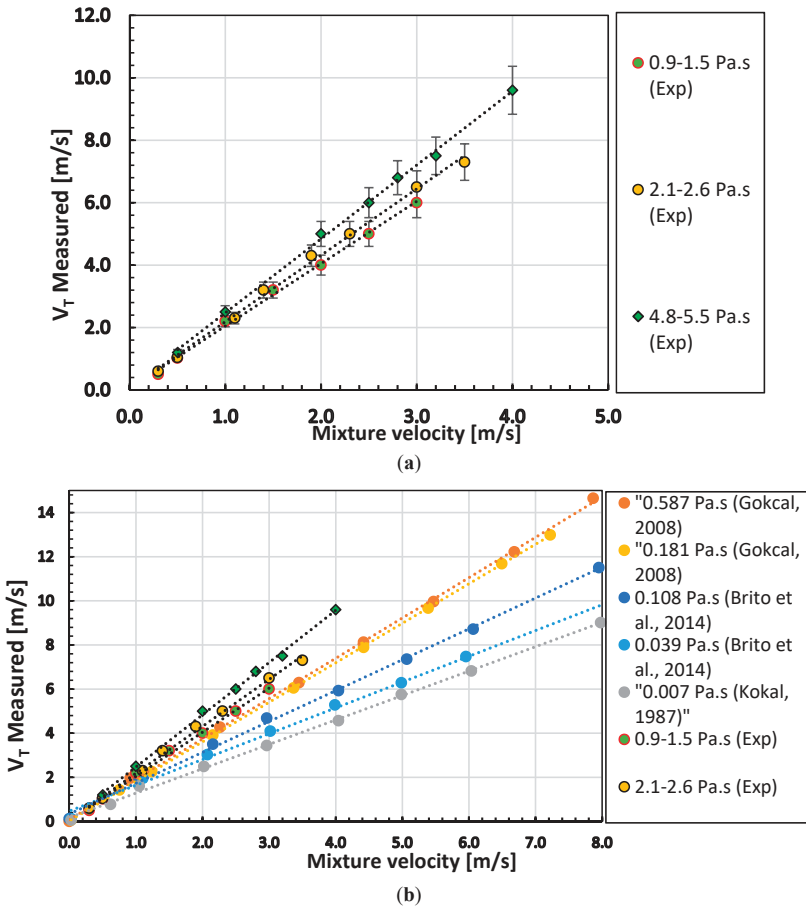 12.0
10.0
8.0
6.0
4.0
2.0
0.0
V_T Measured [m/s]
0.0 1.0 2.0 3.0 4.0 5.0
Mixture velocity [m/s]
0.9-1.5 Pa.s
(Exp)
2.1-2.6 Pa.s
(Exp)
4.8-5.5 Pa.s
(Exp)
(a)
14
12
10
8
6
4
2
0
V_T Measured [m/s]
0.0 1.0 2.0 3.0 4.0 5.0 6.0 7.0 8.0
Mixture velocity [m/s]
"0.587 Pa.s (Gokcal,
2008)
"0.181 Pa.s (Gokcal,
2008)
0.108 Pa.s (Brito et
al., 2014)
0.039 Pa.s (Brito
et al., 2014)
"0.007 Pa.s (Kokal,
1987)"
0.9-1.5 Pa.s (Exp)
2.1-2.6 Pa.s (Exp)
(b)